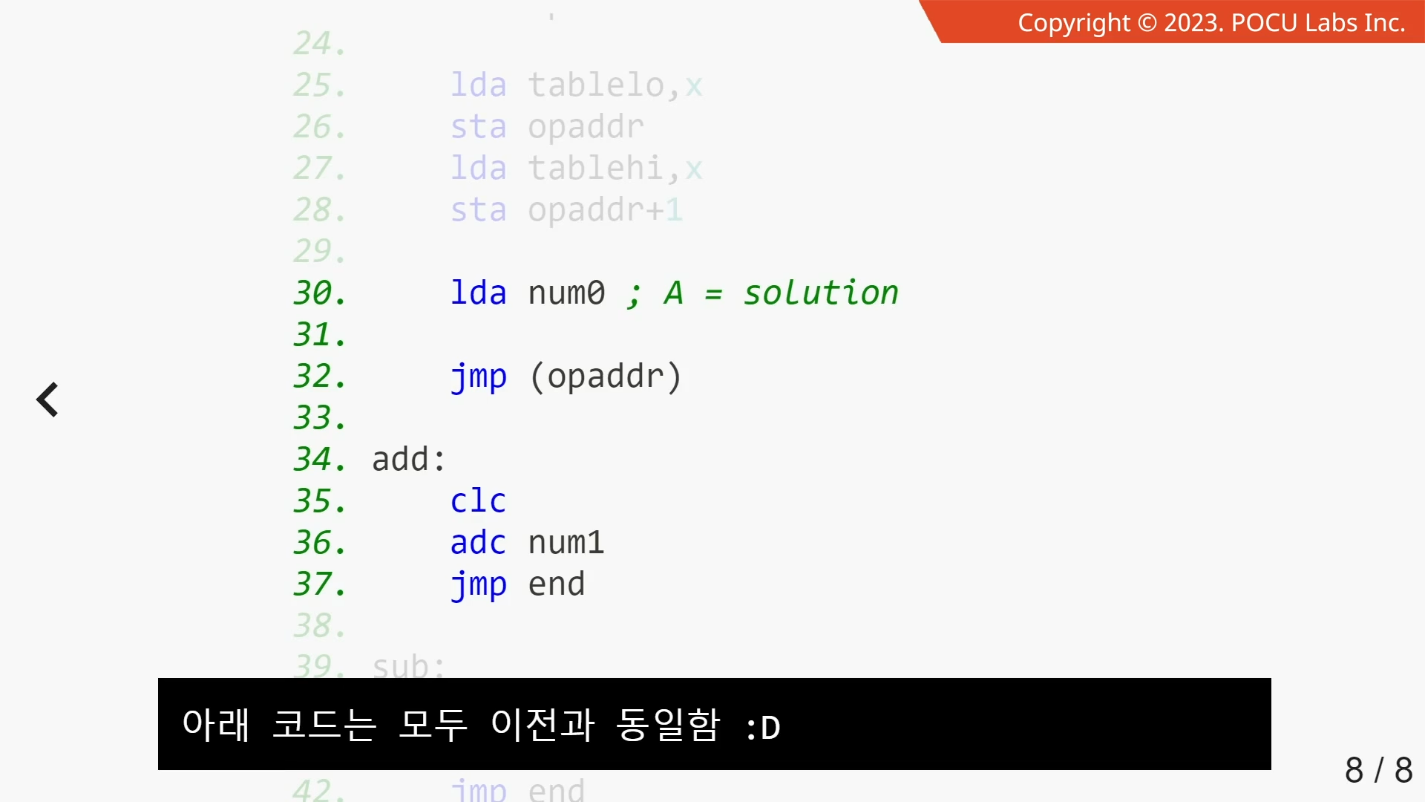 Copyright © 2023. POCU Labs Inc.
24.
25. lda tablelo,x
26. sta opaddr
27. lda tablehi,x
28. sta opaddr+1
29.
30. lda num0 ; A = solution
31.
32. jmp (opaddr)
33.
34. add:
35. clc
36. adc num1
37. jmp end
38.
39. sub:
아래 코드는 모두 이전과 동일함 :D
42. jmp end
8 / 8